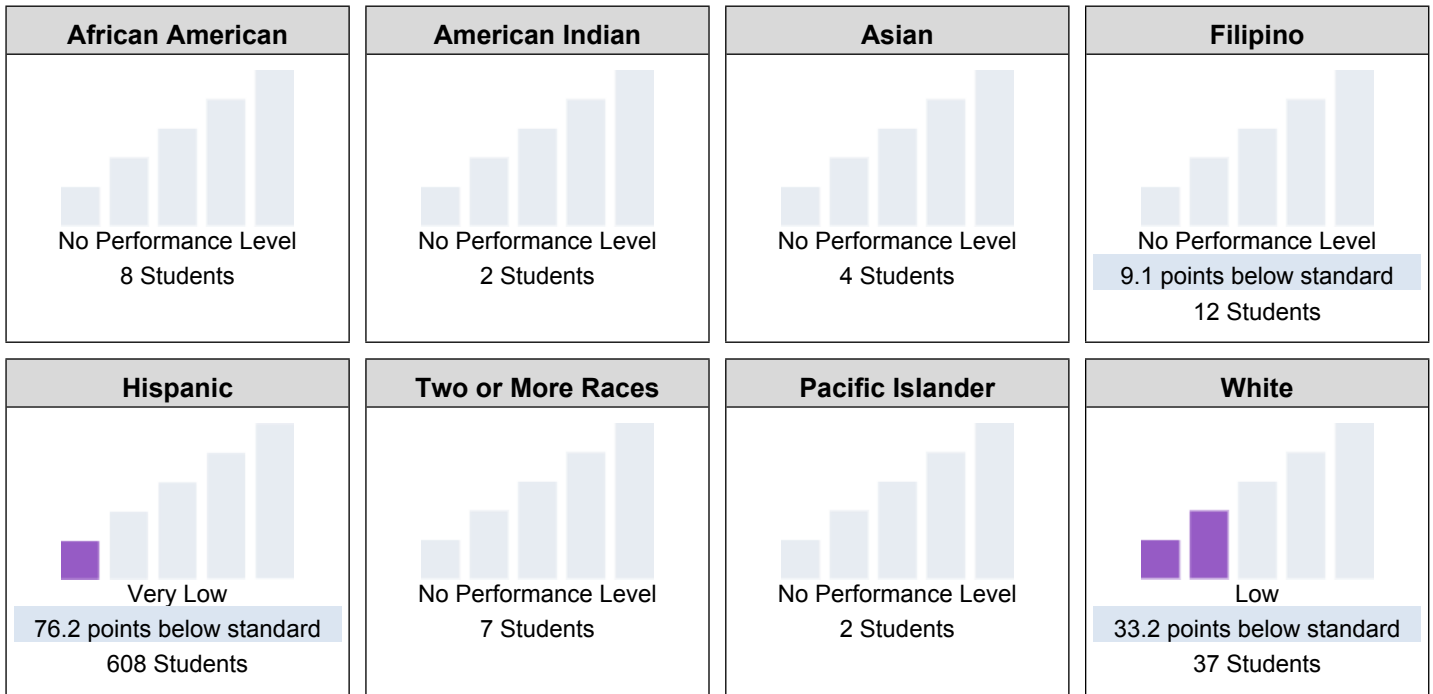 African American
No Performance Level
8 Students
American Indian
No Performance Level
2 Students
Asian
No Performance Level
4 Students
Filipino
No Performance Level
9.1 points below standard
12 Students
Hispanic
Very Low
76.2 points below standard
608 Students
Two or More Races
No Performance Level
7 Students
Pacific Islander
No Performance Level
2 Students
White
Low
33.2 points below standard
37 Students